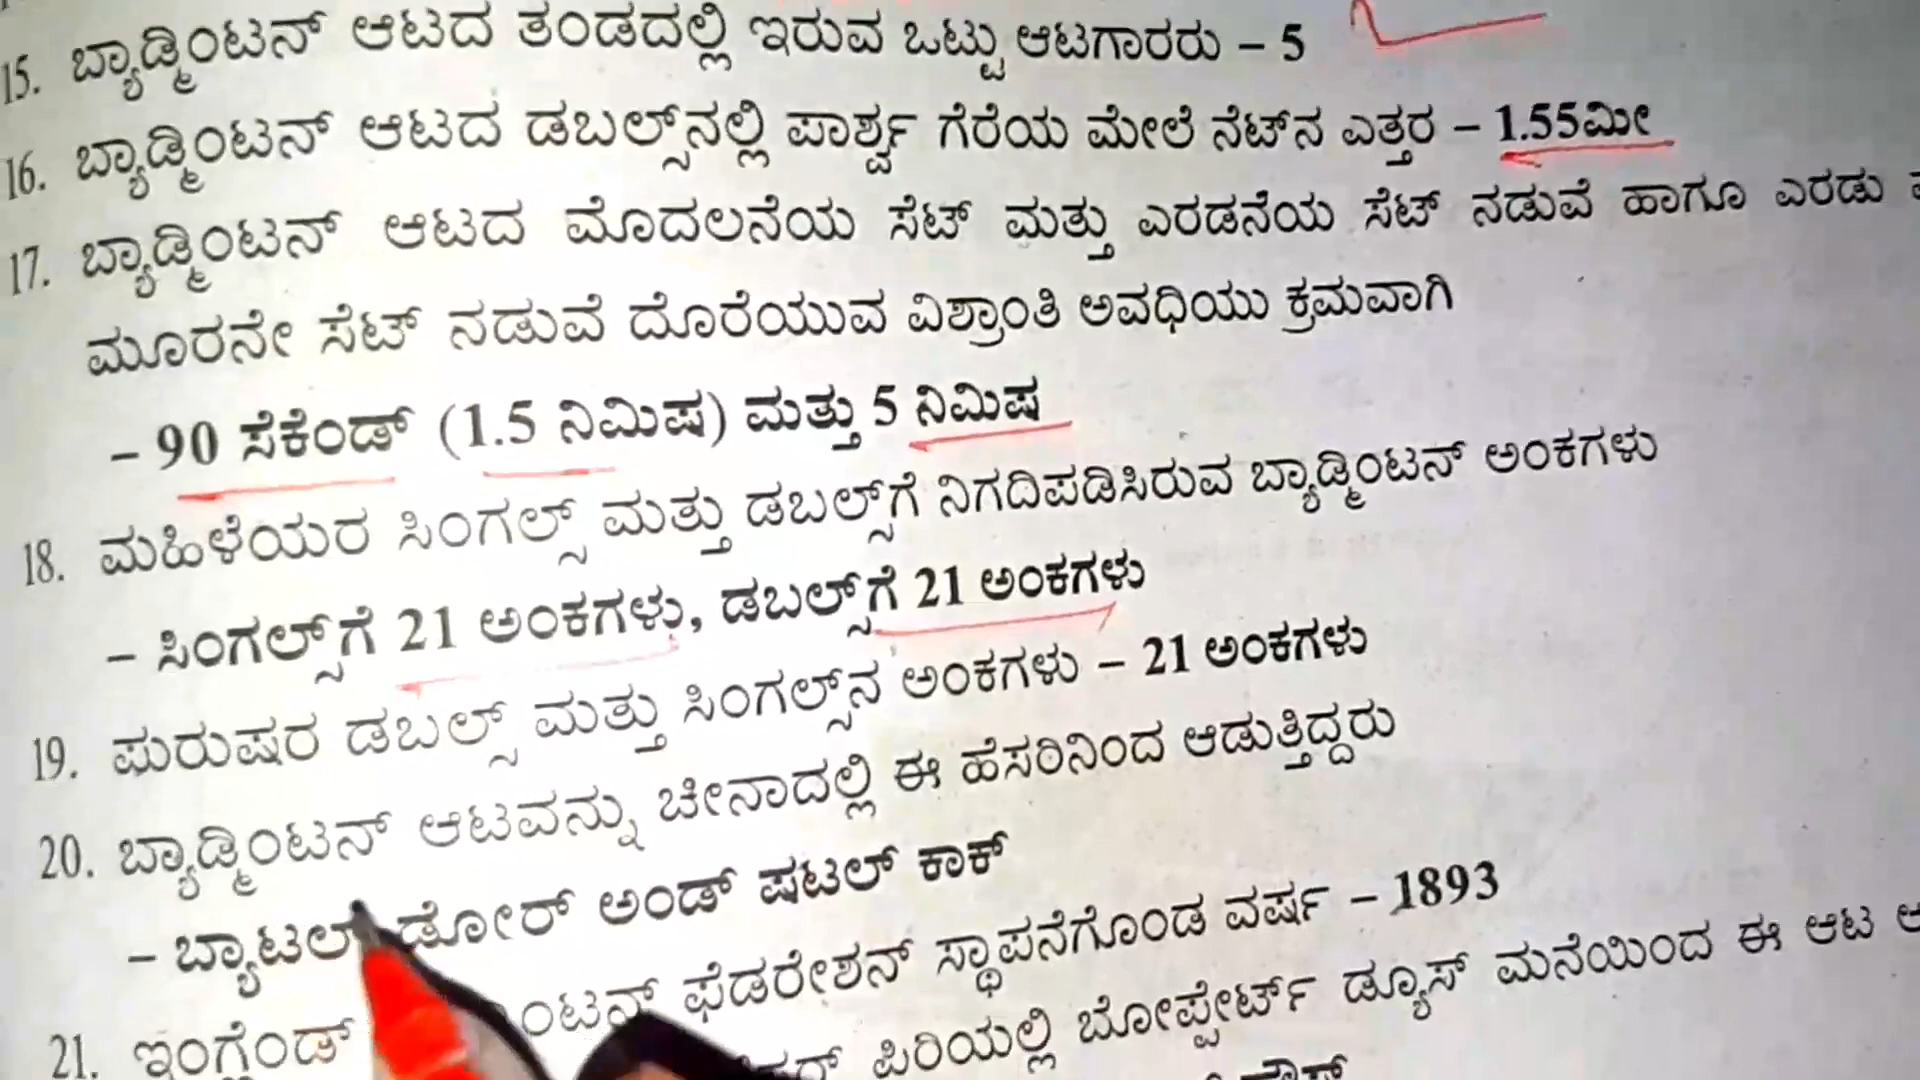 15. ಬ್ಯಾಡ್ಮಿಂಟನ್ ಆಟದ ತಂಡದಲ್ಲಿ ಇರುವ ಒಟ್ಟು ಆಟಗಾರರು – 5
16. ಬ್ಯಾಡ್ಮಿಂಟನ್ ಆಟದ ಡಬಲ್ಸ್‌ನಲ್ಲಿ ಪಾರ್ಶ್ವ ಗೆರೆಯ ಮೇಲೆ ನೆಟ್‌ನ ಎತ್ತರ – 1.55ಮೀ
17. ಬ್ಯಾಡ್ಮಿಂಟನ್ ಆಟದ ಮೊದಲನೆಯ ಸೆಟ್ ಮತ್ತು ಎರಡನೆಯ ಸೆಟ್ ನಡುವೆ ಹಾಗೂ ಎರಡು
ಮೂರನೇ ಸೆಟ್ ನಡುವೆ ದೊರೆಯುವ ವಿಶ್ರಾಂತಿ ಅವಧಿಯು ಕ್ರಮವಾಗಿ
– 90 ಸೆಕೆಂಡ್ (1.5 ನಿಮಿಷ) ಮತ್ತು 5 ನಿಮಿಷ
18. ಮಹಿಳೆಯರ ಸಿಂಗಲ್ಸ್ ಮತ್ತು ಡಬಲ್ಸ್‌ಗೆ ನಿಗದಿಪಡಿಸಿರುವ ಬ್ಯಾಡ್ಮಿಂಟನ್ ಅಂಕಗಳು
– ಸಿಂಗಲ್ಸ್‌ಗೆ 21 ಅಂಕಗಳು, ಡಬಲ್ಸ್‌ಗೆ 21 ಅಂಕಗಳು
19. ಪುರುಷರ ಡಬಲ್ಸ್ ಮತ್ತು ಸಿಂಗಲ್ಸ್‌ನ ಅಂಕಗಳು – 21 ಅಂಕಗಳು
20. ಬ್ಯಾಡ್ಮಿಂಟನ್ ಆಟವನ್ನು ಚೀನಾದಲ್ಲಿ ಈ ಹೆಸರಿನಿಂದ ಆಡುತ್ತಿದ್ದರು
– ಬ್ಯಾಟಲ್ ಡೋರ್ ಅಂಡ್ ಷಟಲ್ ಕಾಕ್
21. ಇಂಗ್ಲೆಂಡ್ ಫೆಡರೇಶನ್ ಸ್ಥಾಪನೆಗೊಂಡ ವರ್ಷ – 1893
ಪಿರಿಯಲ್ಲಿ ಬೋಪ್ಪೇರ್ಟ್ ಡ್ಯೂಸ್ ಮನೆಯಿಂದ ಈ ಆಟ